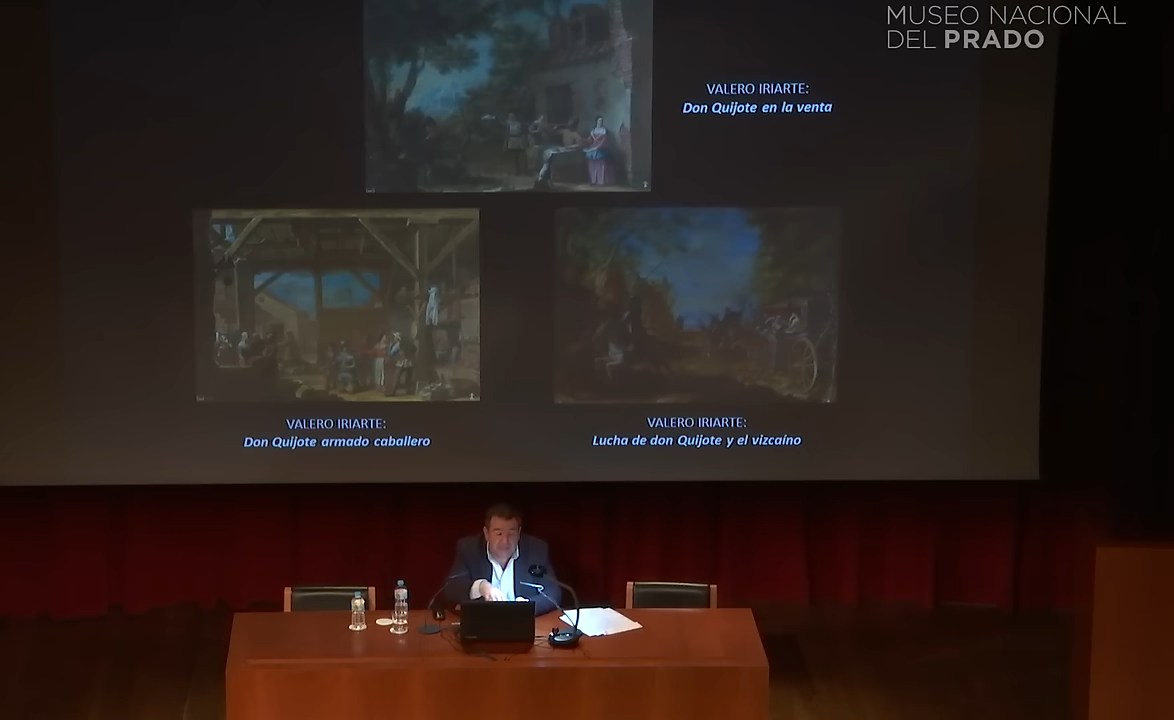 MUSEO NACIONAL
DEL PRADO
VALERO IRIARTE:
Don Quijote en la venta
VALERO IRIARTE:
Don Quijote armado caballero
VALERO IRIARTE:
Lucha de don Quijote y el vizcaíno